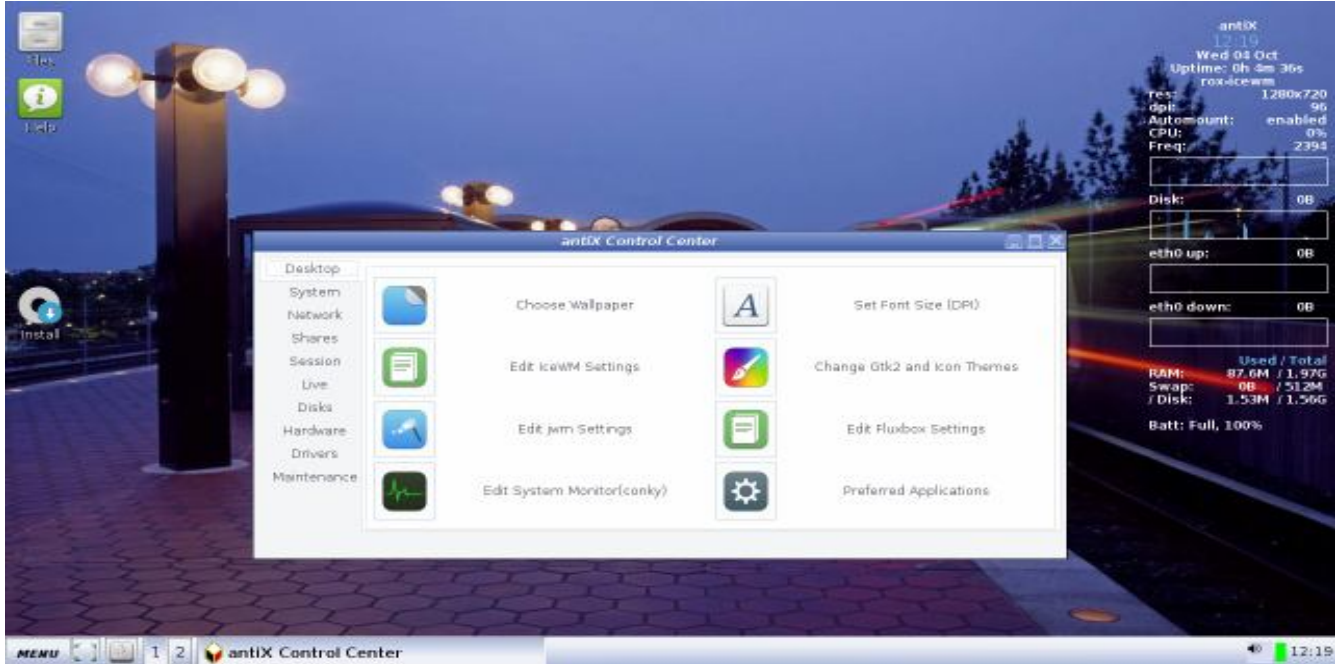 Files
Help
Install
antiX
12:19
Wed 04 Oct
Uptime: 0h 4m 36s
rox-icewm
res: 1280x720
dpi: 96
Automount: enabled
CPU: 0%
Freq: 2394
Disk: 0B
eth0 up: 0B
eth0 down: 0B
Used / Total
RAM: 87.6M / 1.97G
Swap: 0B / 512M
/ Disk: 1.53M / 1.56G
Batt: Full, 100%
antiX Control Center
Desktop
System
Network
Shares
Session
Live
Disks
Hardware
Drivers
Maintenance
Choose Wallpaper
Set Font Size (DPI)
Edit IceWM Settings
Change Gtk2 and Icon Themes
Edit jwm Settings
Edit Fluxbox Settings
Edit System Monitor(conky)
Preferred Applications
MENU 1 2 antiX Control Center 12:19